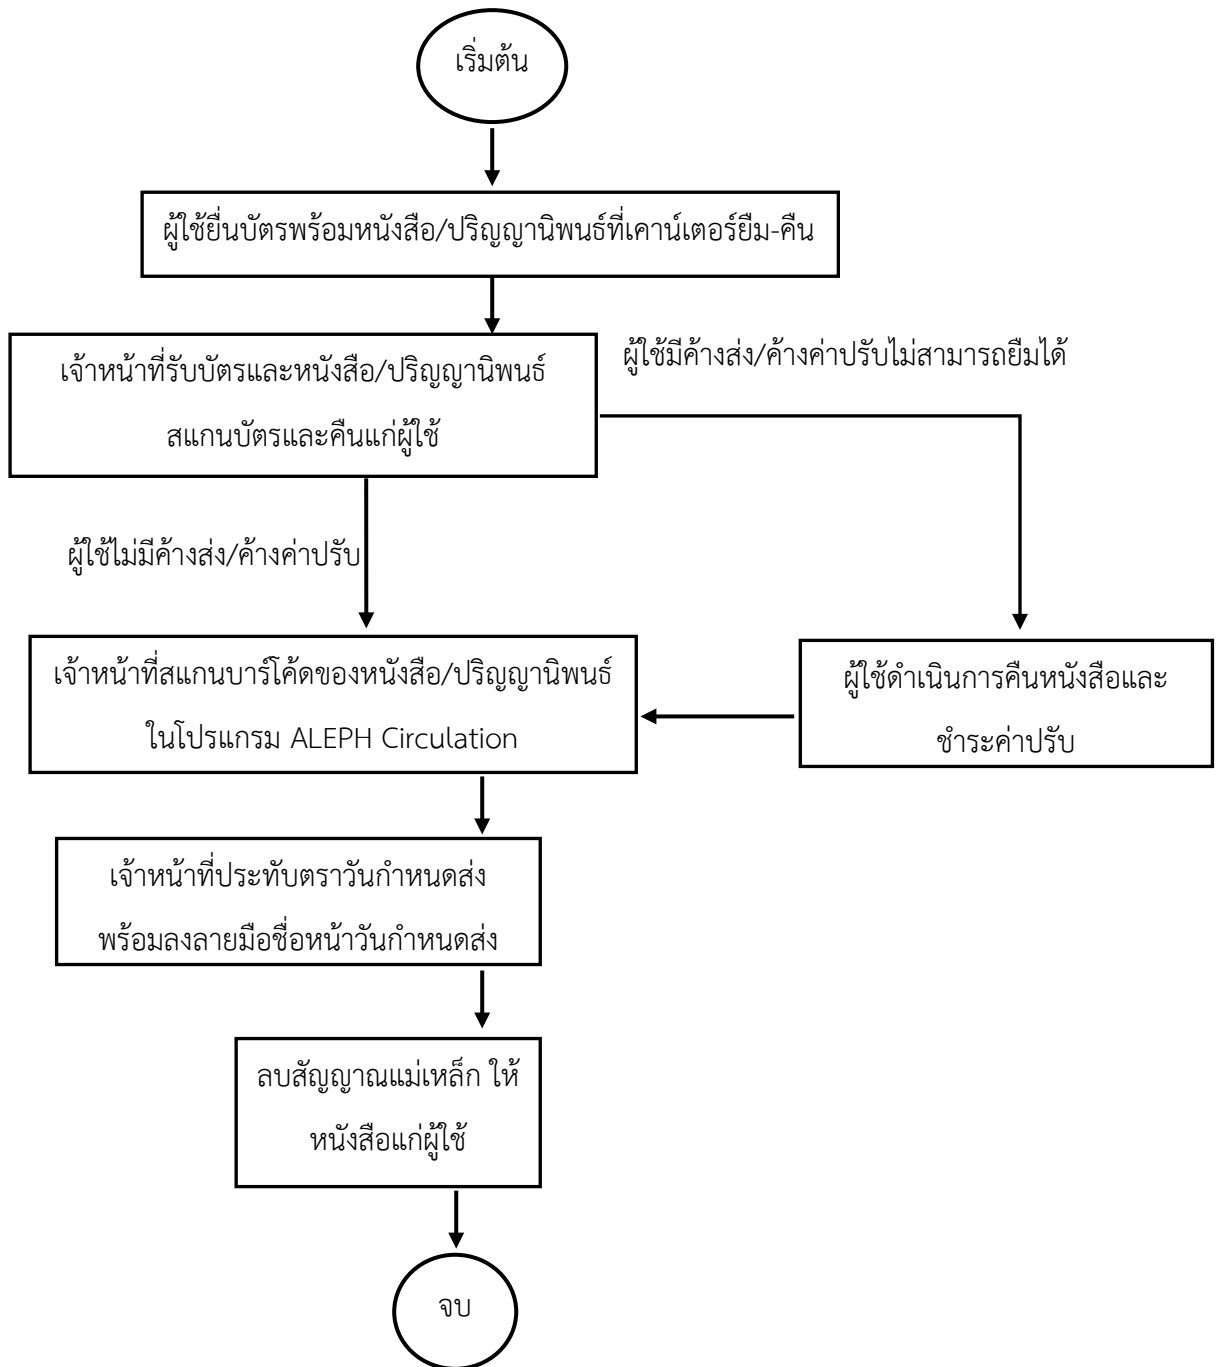 เริ่มต้น
ผู้ใช้ยื่นบัตรพร้อมหนังสือ/ปริญญานิพนธ์ที่เคาน์เตอร์ยืม-คืน
เจ้าหน้าที่รับบัตรและหนังสือ/ปริญญานิพนธ์
สแกนบัตรและคืนแก่ผู้ใช้
ผู้ใช้มีค้างส่ง/ค้างค่าปรับไม่สามารถยืมได้
ผู้ใช้ไม่มีค้างส่ง/ค้างค่าปรับ
เจ้าหน้าที่สแกนบาร์โค้ดของหนังสือ/ปริญญานิพนธ์
ในโปรแกรม ALEPH Circulation
ผู้ใช้ดำเนินการคืนหนังสือและ
ชำระค่าปรับ
เจ้าหน้าที่ประทับตราวันกำหนดส่ง
พร้อมลงลายมือชื่อหน้าวันกำหนดส่ง
ลบสัญญาณแม่เหล็ก ให้
หนังสือแก่ผู้ใช้
จบ